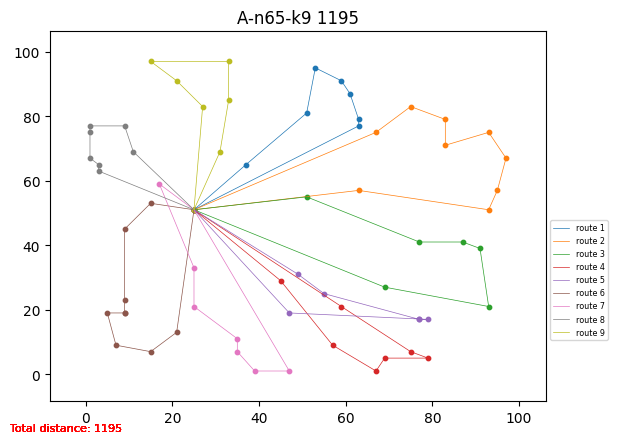 A-n65-k9 1195
100
80
60
40
20
0
0 20 40 60 80 100
route 1
route 2
route 3
route 4
route 5
route 6
route 7
route 8
route 9
Total distance: 1195